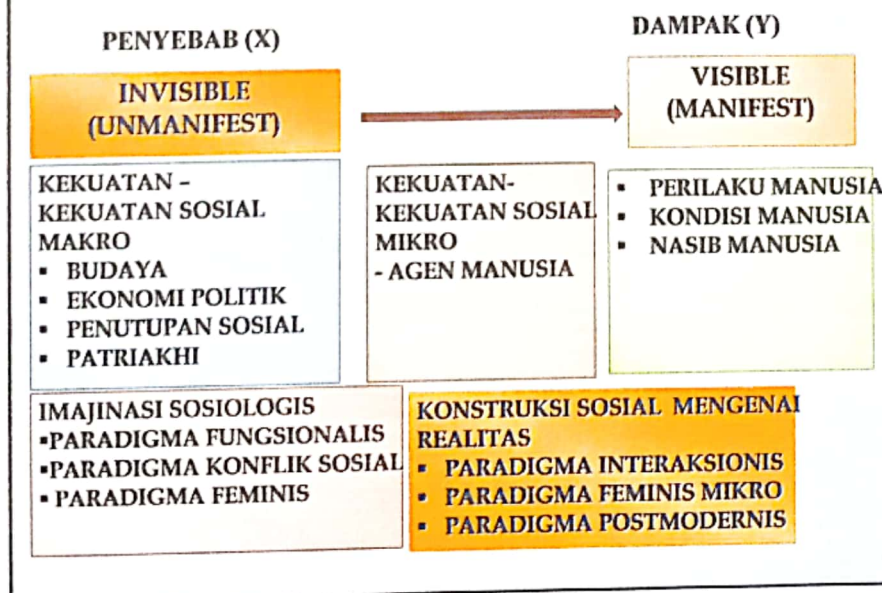 PENYEBAB (X)
DAMPAK (Y)
INVISIBLE
(UNMANIFEST)
VISIBLE
(MANIFEST)
KEKUATAN –
KEKUATAN SOSIAL
MAKRO
▪ BUDAYA
▪ EKONOMI POLITIK
▪ PENUTUPAN SOSIAL
▪ PATRIAKHI
KEKUATAN-
KEKUATAN SOSIAL
MIKRO
- AGEN MANUSIA
▪ PERILAKU MANUSIA
▪ KONDISI MANUSIA
▪ NASIB MANUSIA
IMAJINASI SOSIOLOGIS
▪PARADIGMA FUNGSIONALIS
▪PARADIGMA KONFLIK SOSIAL
▪ PARADIGMA FEMINIS
KONSTRUKSI SOSIAL MENGENAI
REALITAS
▪ PARADIGMA INTERAKSIONIS
▪ PARADIGMA FEMINIS MIKRO
▪ PARADIGMA POSTMODERNIS